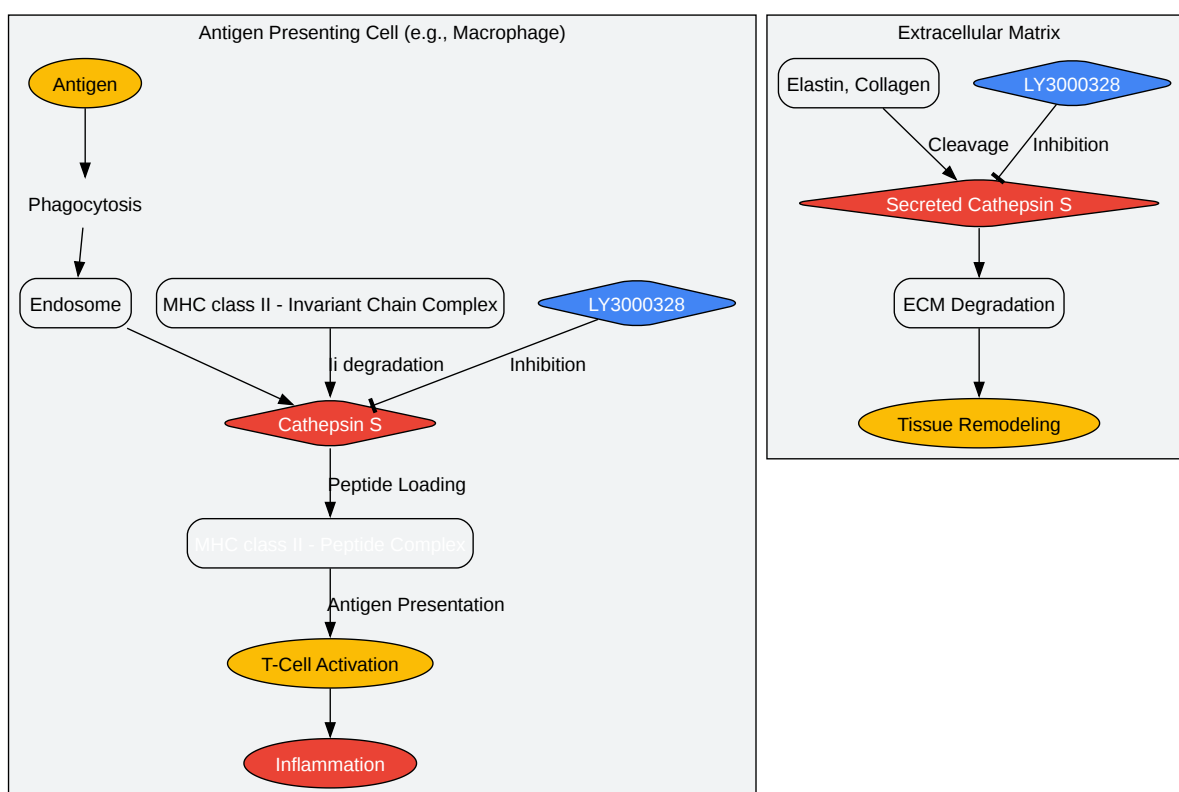 Antigen Presenting Cell (e.g., Macrophage)
Antigen
Phagocytosis
Endosome
MHC class II - Invariant Chain Complex
LY3000328
Ii degradation
Inhibition
Cathepsin S
Peptide Loading
MHC class II - Peptide Complex
Antigen Presentation
T-Cell Activation
Inflammation
Extracellular Matrix
Elastin, Collagen
LY3000328
Cleavage
Inhibition
Secreted Cathepsin S
ECM Degradation
Tissue Remodeling